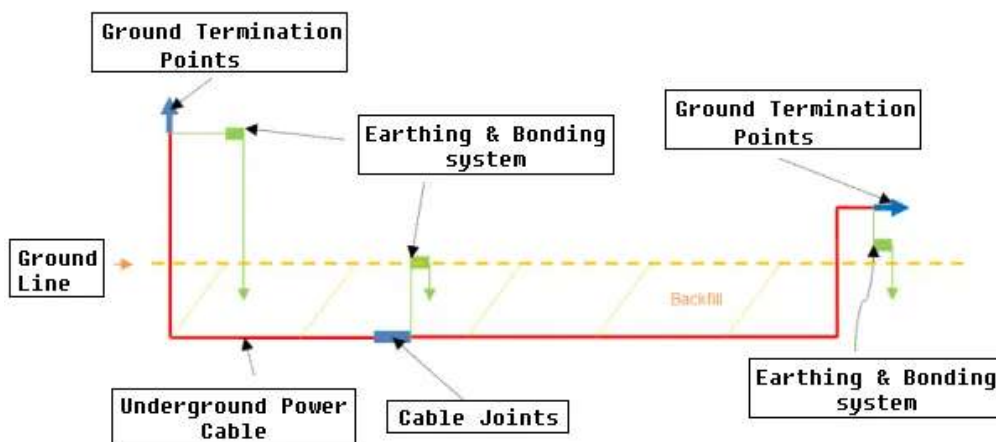 Ground Termination
Points
Ground Termination
Points
Earthing & Bonding
system
Ground
Line
Backfill
Underground Power
Cable
Cable Joints
Earthing & Bonding
system